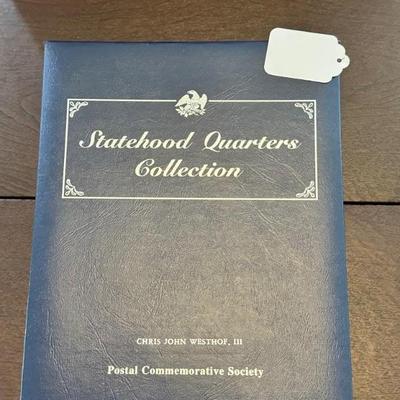 Statehood Quarters
Collection
CHRIS JOHN WESTHOF, III
Postal Commemorative Society